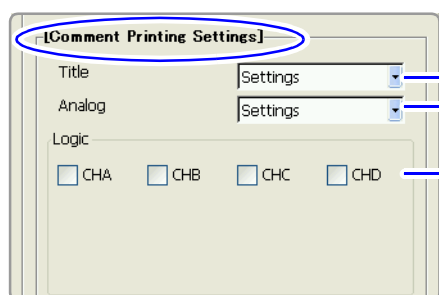 [Comment Printing Settings]
Title Settings
Analog Settings
Logic
CHA CHB CHC CHD